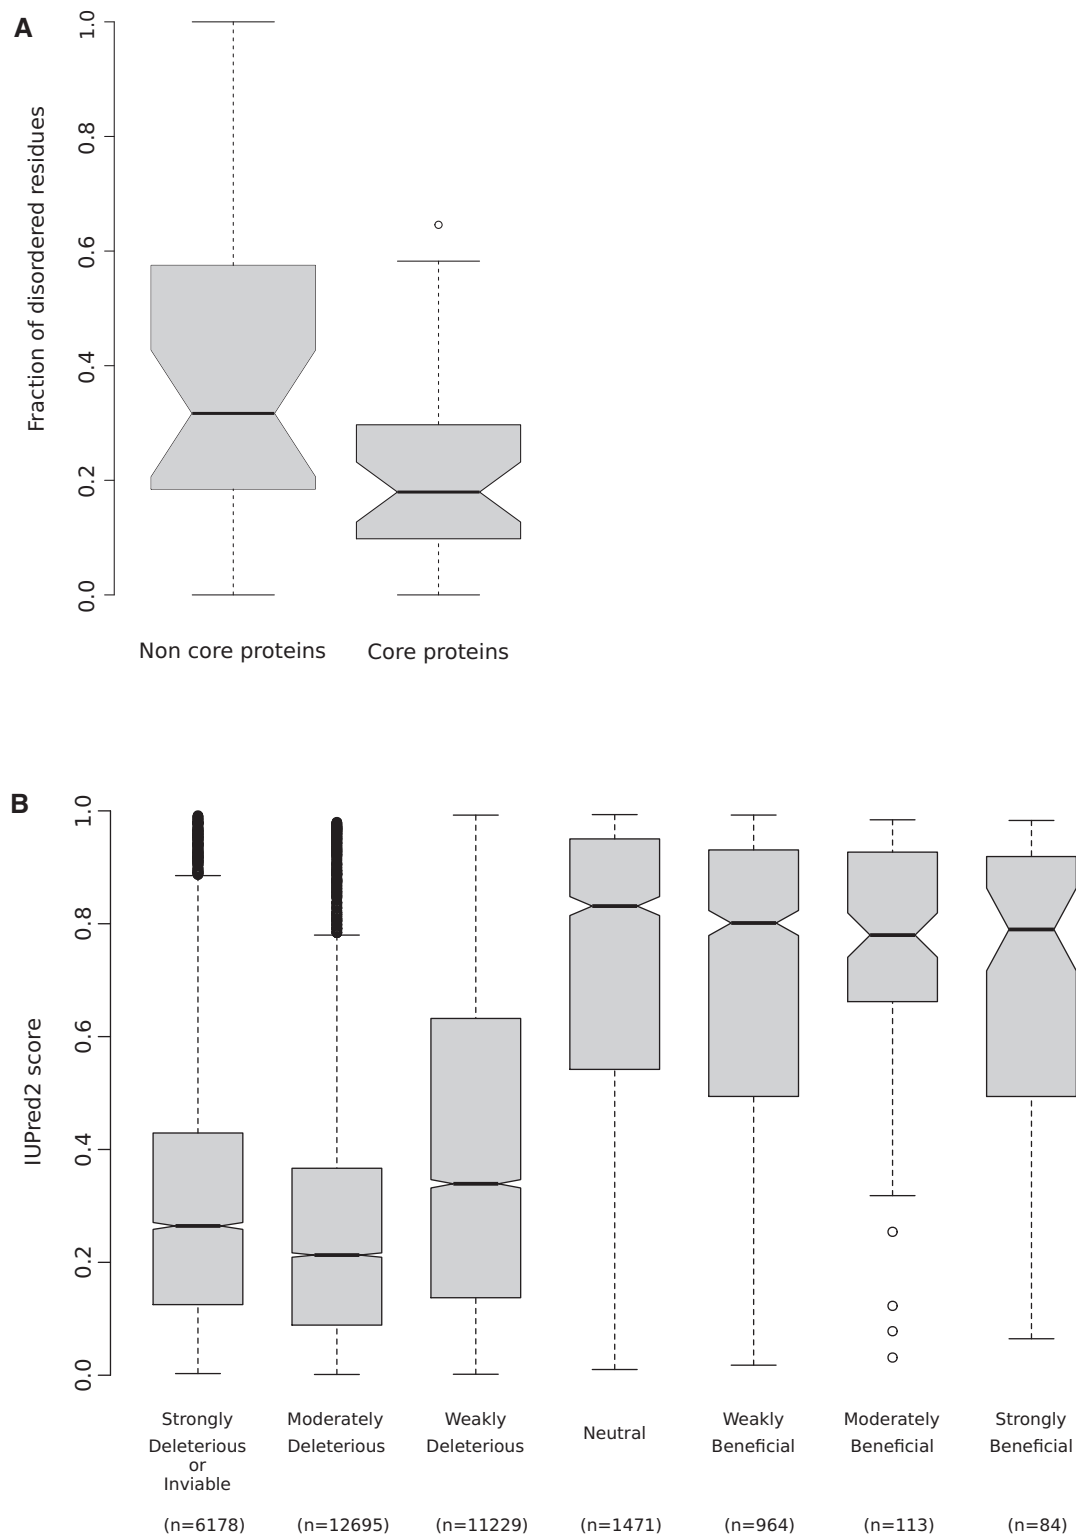 A
Fraction of disordered residues
1.0
0.8
0.6
0.4
0.2
0.0
Non core proteins
Core proteins
B
IUPred2 score
1.0
0.8
0.6
0.4
0.2
0.0
Strongly
Deleterious
or
Inviable
(n=6178)
Moderately
Deleterious
(n=12695)
Weakly
Deleterious
(n=11229)
Neutral
(n=1471)
Weakly
Beneficial
(n=964)
Moderately
Beneficial
(n=113)
Strongly
Beneficial
(n=84)